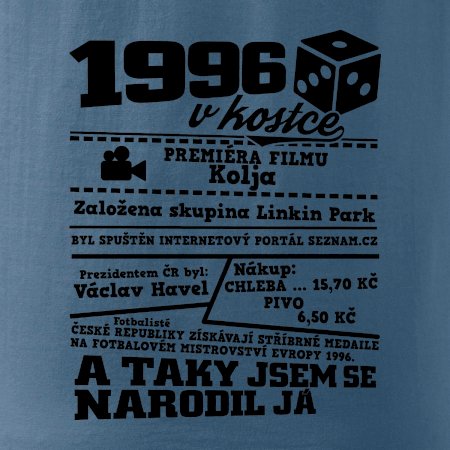 1996
v kostce
PREMIÉRA FILMU
Kolja
Založena skupina Linkin Park
BYL SPUŠTĚN INTERNETOVÝ PORTÁL SEZNAM.CZ
Prezidentem ČR byl:
Václav Havel
Nákup:
CHLEBA ... 15,70 KČ
PIVO
6,50 KČ
Fotbalisté
ČESKÉ REPUBLIKY ZÍSKÁVAJÍ STŘÍBRNÉ MEDAILE
NA FOTBALOVÉM MISTROVSTVÍ EVROPY 1996.
A TAKY JSEM SE
NARODIL JÁ